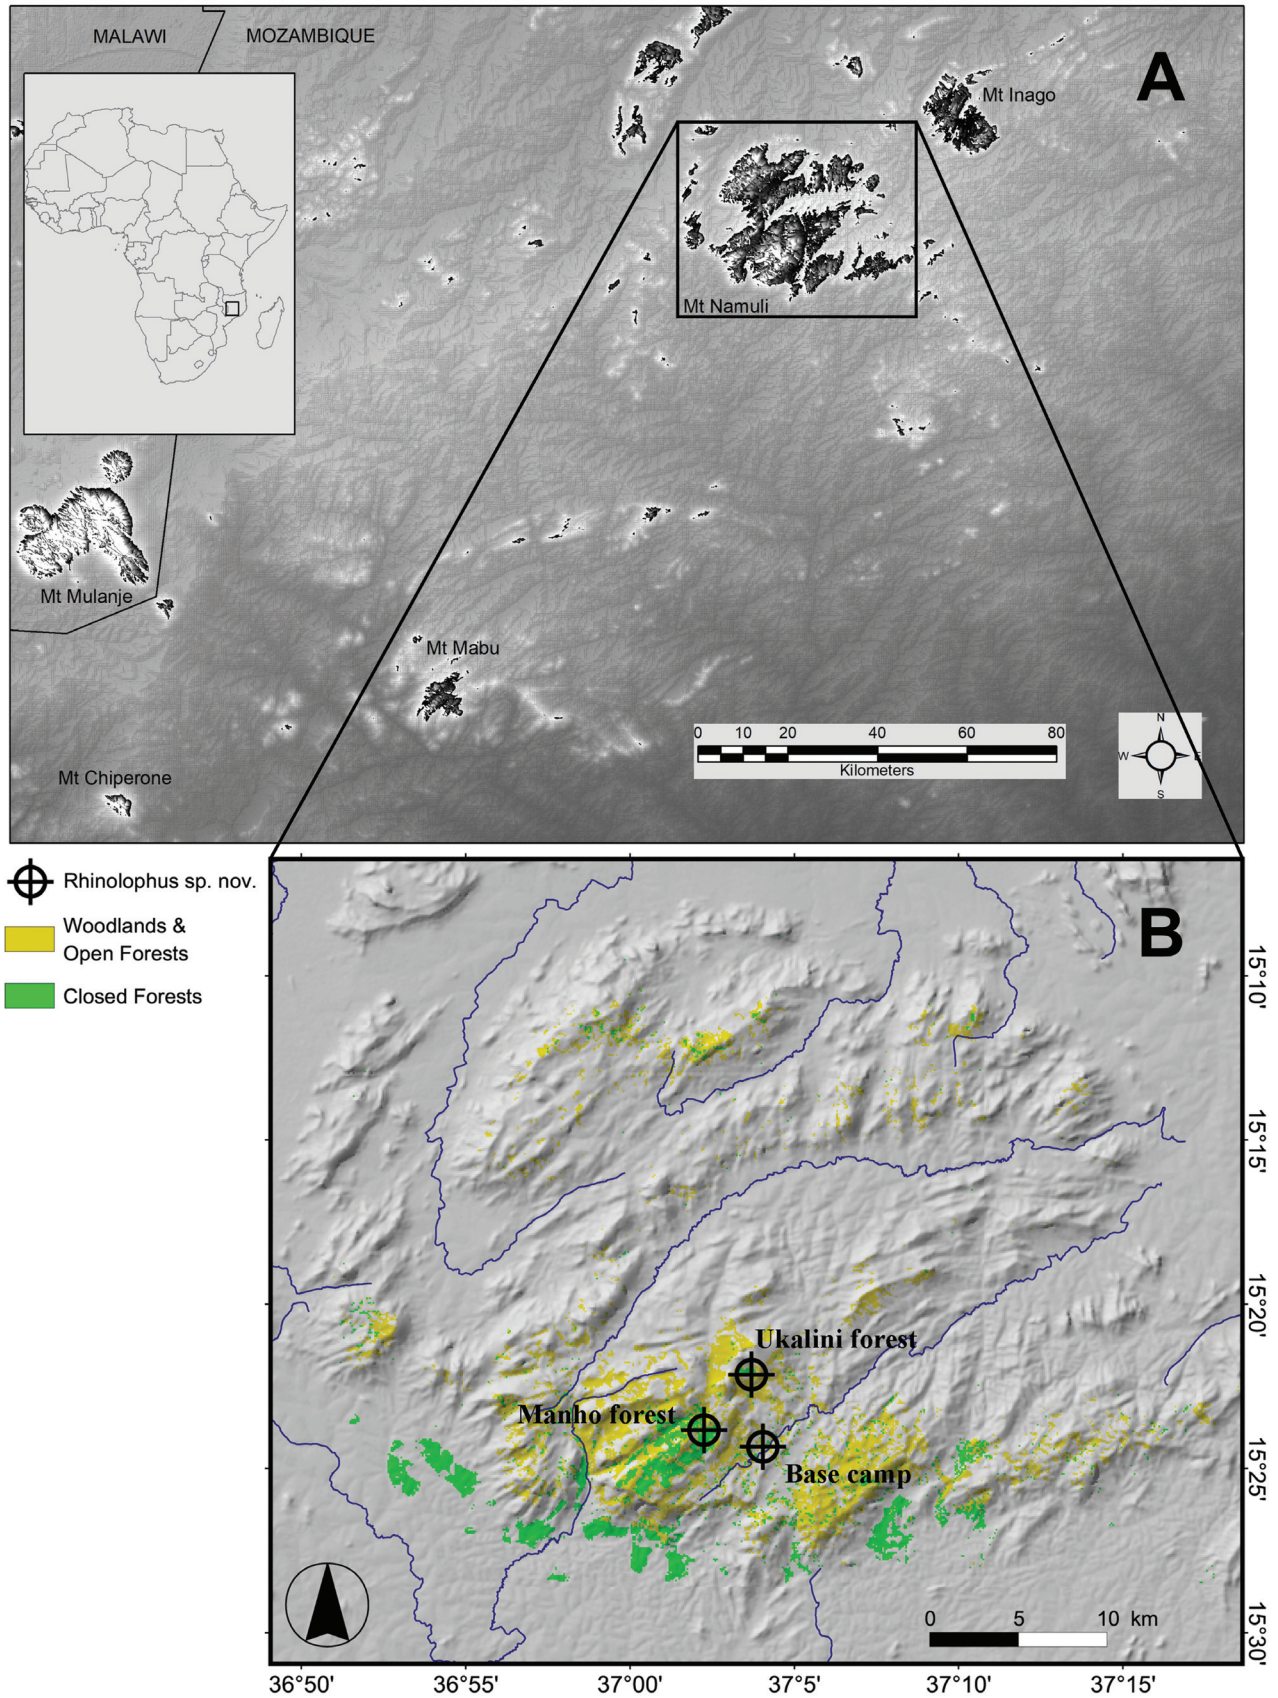 MALAWI
MOZAMBIQUE
A
Mt Inago
Mt Namuli
Mt Mulanje
Mt Mabu
Mt Chiperone
0 10 20 40 60 80
Kilometers
N
W E
S
Rhinolophus sp. nov.
Woodlands &
Open Forests
Closed Forests
B
15°10'
15°15'
15°20'
15°25'
15°30'
Ukalini forest
Manho forest
Base camp
0 5 10 km
36°50' 36°55' 37°00' 37°5' 37°10' 37°15'